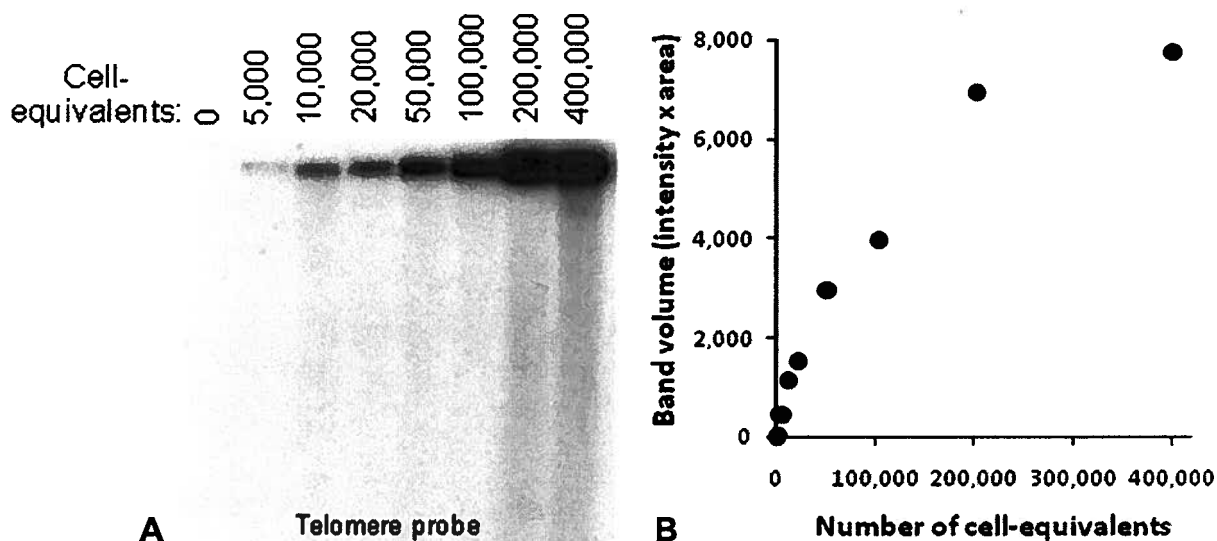 Cell-
equivalents:
0
5,000
10,000
20,000
50,000
100,000
200,000
400,000
A
Telomere probe
Band volume (intensity x area)
8,000
6,000
4,000
2,000
0
0 100,000 200,000 300,000 400,000
B
Number of cell-equivalents